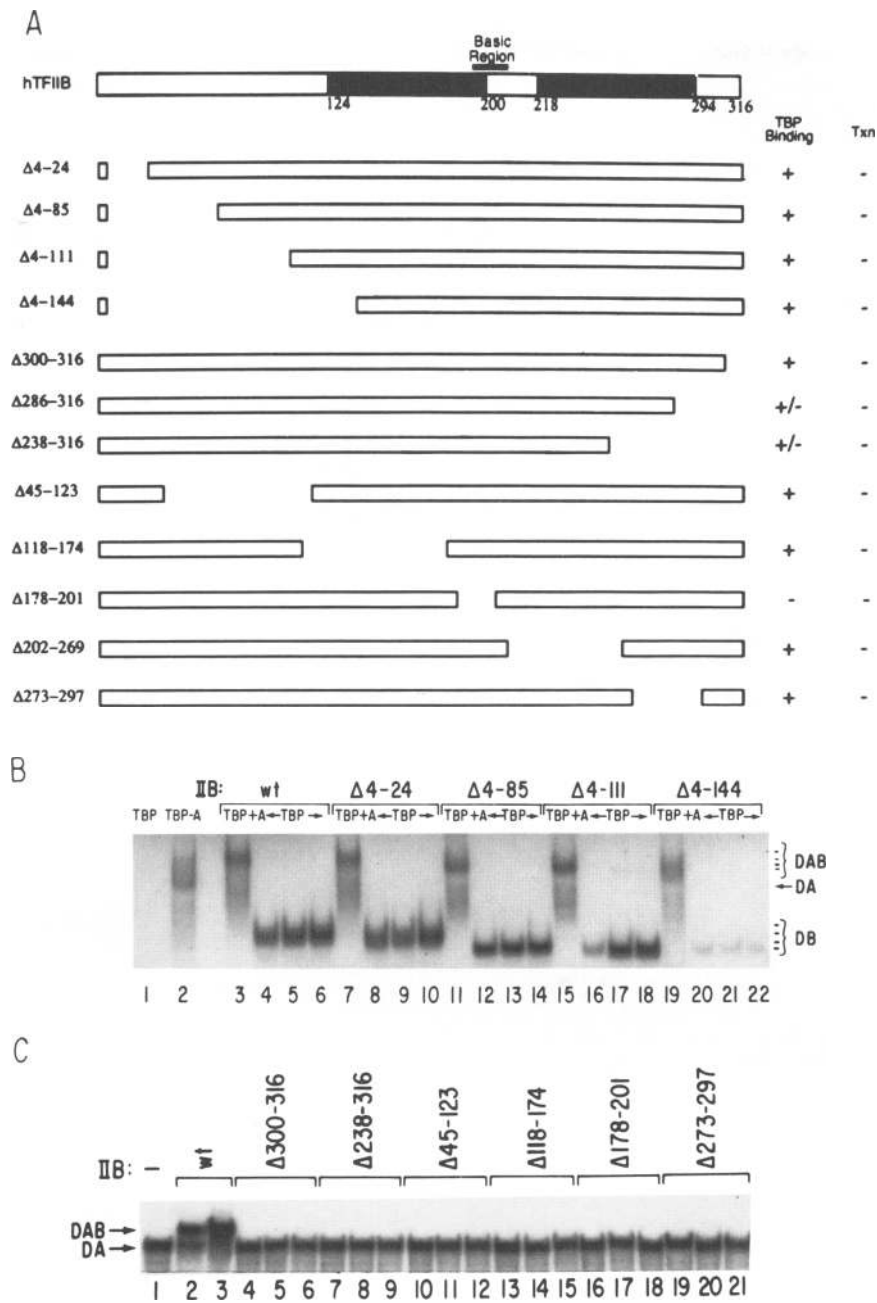 A
Basic
Region
hTFIIB
124 200 218 294 316
TBP
Binding Txn
Δ4-24 + -
Δ4-85 + -
Δ4-111 + -
Δ4-144 + -
Δ300-316 + -
Δ286-316 +/- -
Δ238-316 +/- -
Δ45-123 + -
Δ118-174 + -
Δ178-201 - -
Δ202-269 + -
Δ273-297 + -
B
IIB: wt Δ4-24 Δ4-85 Δ4-111 Δ4-144
TBP TBP-A TBP+A←TBP→ TBP+A←TBP→ TBP+A←TBP→ TBP+A←TBP→ TBP+A←TBP→
DAB
←DA
DB
1 2 3 4 5 6 7 8 9 10 11 12 13 14 15 16 17 18 19 20 21 22
C
IIB: - wt Δ300-316 Δ238-316 Δ45-123 Δ118-174 Δ178-201 Δ273-297
DAB→
DA→
1 2 3 4 5 6 7 8 9 10 11 12 13 14 15 16 17 18 19 20 21